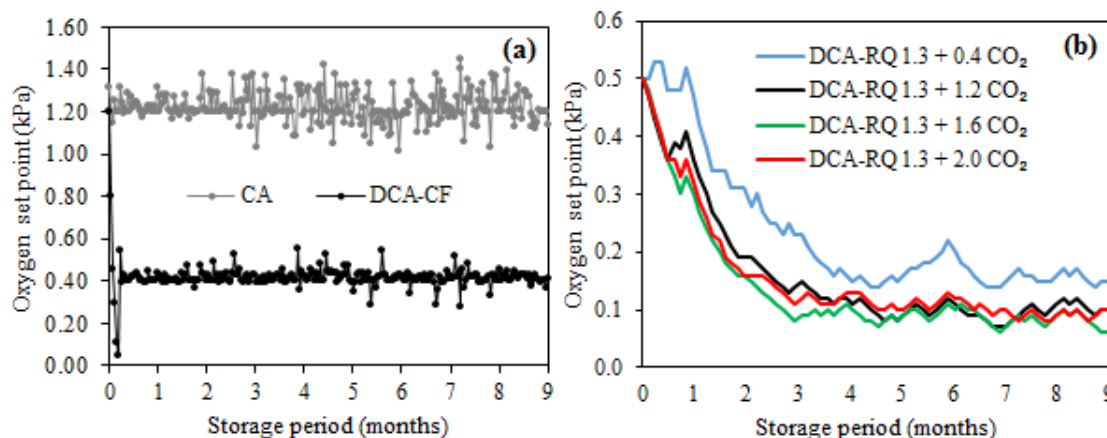 (a)
Oxygen set point (kPa)
1.60
1.40
1.20
1.00
0.80
0.60
0.40
0.20
0.00
CA
DCA-CF
0 1 2 3 4 5 6 7 8 9
Storage period (months)
(b)
Oxygen set point (kPa)
0.6
0.5
0.4
0.3
0.2
0.1
0.0
DCA-RQ 1.3 + 0.4 CO₂
DCA-RQ 1.3 + 1.2 CO₂
DCA-RQ 1.3 + 1.6 CO₂
DCA-RQ 1.3 + 2.0 CO₂
0 1 2 3 4 5 6 7 8 9
Storage period (months)